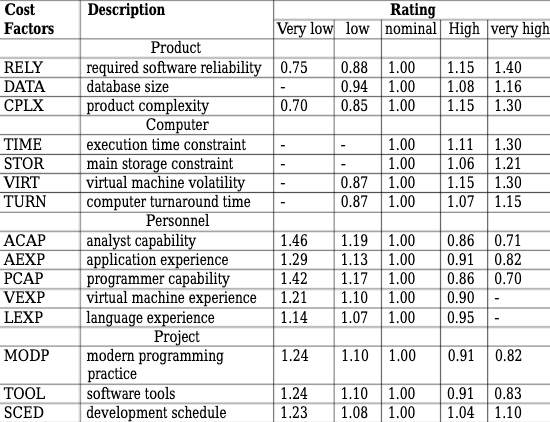 Cost Description Rating
Factors Very low low nominal High very high
Product
RELY required software reliability 0.75 0.88 1.00 1.15 1.40
DATA database size - 0.94 1.00 1.08 1.16
CPLX product complexity 0.70 0.85 1.00 1.15 1.30
Computer
TIME execution time constraint - - 1.00 1.11 1.30
STOR main storage constraint - - 1.00 1.06 1.21
VIRT virtual machine volatility - 0.87 1.00 1.15 1.30
TURN computer turnaround time - 0.87 1.00 1.07 1.15
Personnel
ACAP analyst capability 1.46 1.19 1.00 0.86 0.71
AEXP application experience 1.29 1.13 1.00 0.91 0.82
PCAP programmer capability 1.42 1.17 1.00 0.86 0.70
VEXP virtual machine experience 1.21 1.10 1.00 0.90 -
LEXP language experience 1.14 1.07 1.00 0.95 -
Project
MODP modern programming 1.24 1.10 1.00 0.91 0.82
practice
TOOL software tools 1.24 1.10 1.00 0.91 0.83
SCED development schedule 1.23 1.08 1.00 1.04 1.10